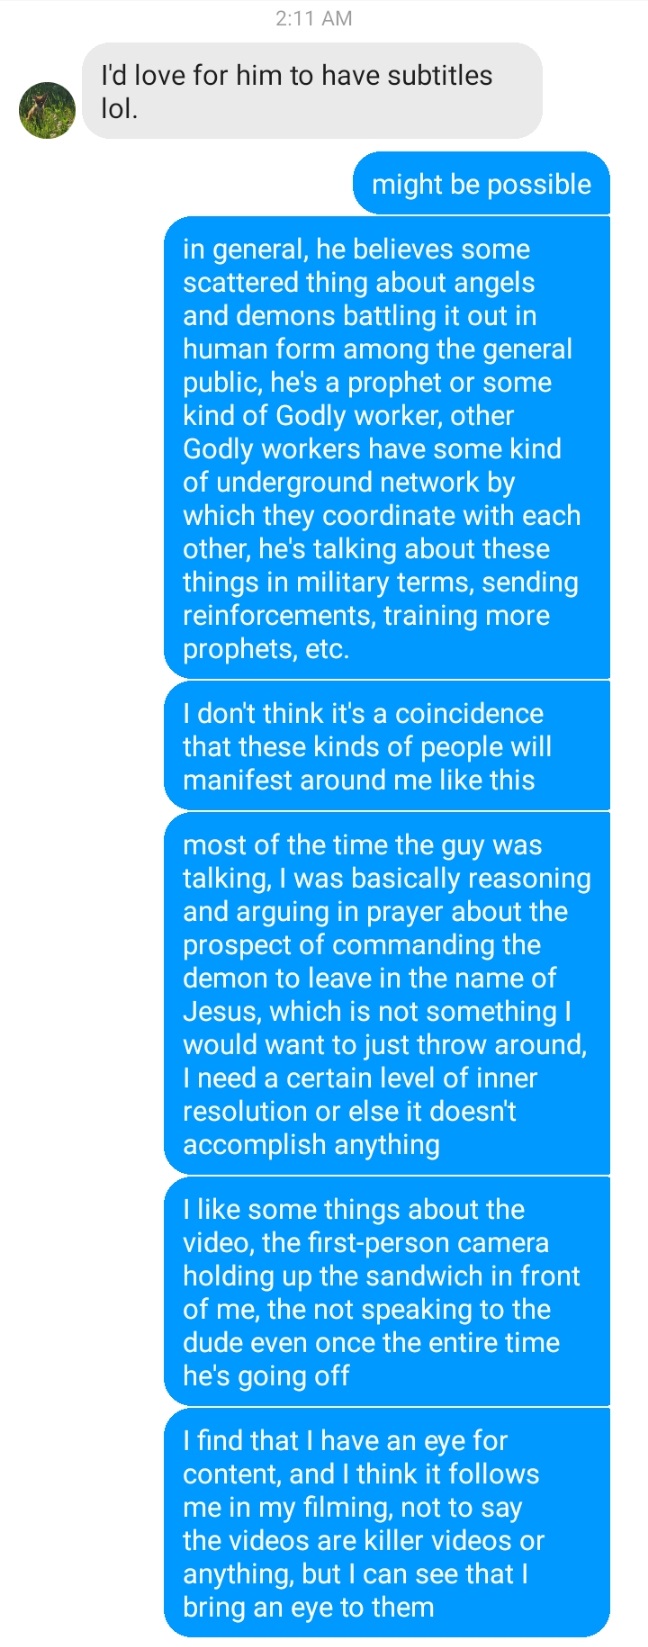 2:11 AM
I'd love for him to have subtitles
lol.
might be possible
in general, he believes some
scattered thing about angels
and demons battling it out in
human form among the general
public, he's a prophet or some
kind of Godly worker, other
Godly workers have some kind
of underground network by
which they coordinate with each
other, he's talking about these
things in military terms, sending
reinforcements, training more
prophets, etc.
I don't think it's a coincidence
that these kinds of people will
manifest around me like this
most of the time the guy was
talking, I was basically reasoning
and arguing in prayer about the
prospect of commanding the
demon to leave in the name of
Jesus, which is not something I
would want to just throw around,
I need a certain level of inner
resolution or else it doesn't
accomplish anything
I like some things about the
video, the first-person camera
holding up the sandwich in front
of me, the not speaking to the
dude even once the entire time
he's going off
I find that I have an eye for
content, and I think it follows
me in my filming, not to say
the videos are killer videos or
anything, but I can see that I
bring an eye to them